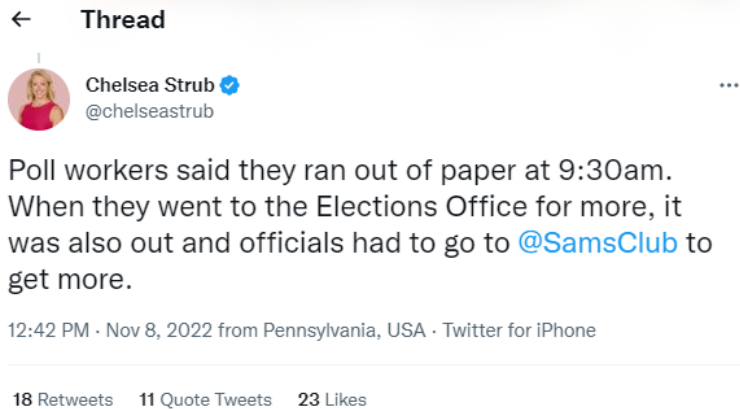 Thread
Chelsea Strub
@chelseastrub
Poll workers said they ran out of paper at 9:30am.
When they went to the Elections Office for more, it
was also out and officials had to go to @SamsClub to
get more.
12:42 PM · Nov 8, 2022 from Pennsylvania, USA · Twitter for iPhone
18 Retweets 11 Quote Tweets 23 Likes